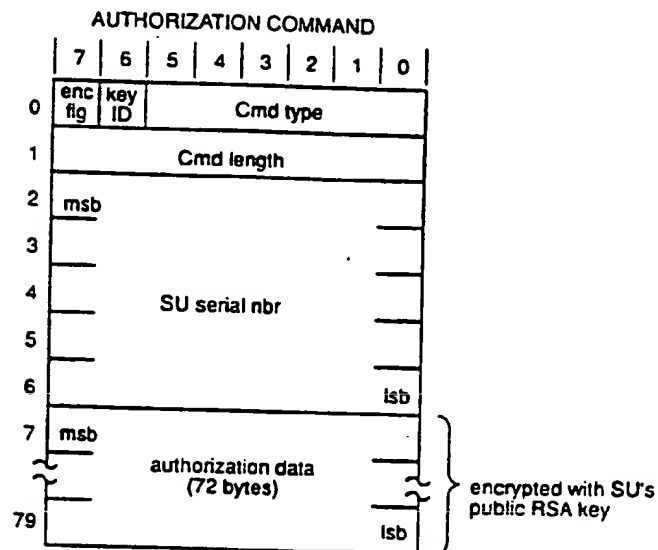 AUTHORIZATION COMMAND
7 6 5 4 3 2 1 0
0 enc flg key ID Cmd type
1 Cmd length
2 msb
3
4 SU serial nbr
5
6 lsb
7 msb
authorization data
(72 bytes)
encrypted with SU's
public RSA key
79 lsb